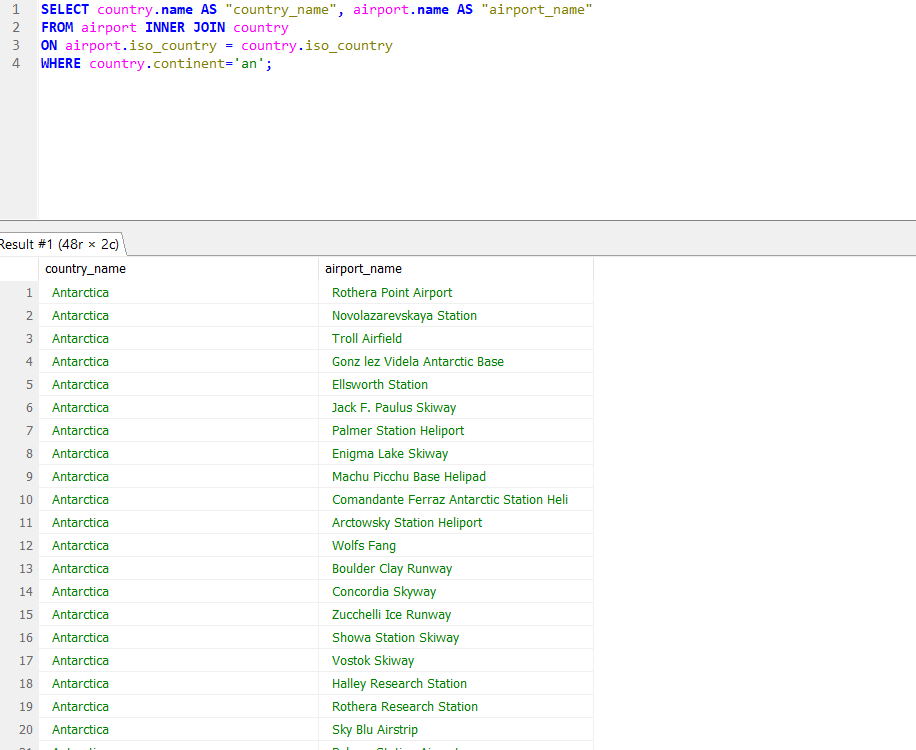 1 SELECT country.name AS "country_name", airport.name AS "airport_name"
2 FROM airport INNER JOIN country
3 ON airport.iso_country = country.iso_country
4 WHERE country.continent='an';
Result #1 (48r × 2c)
country_name airport_name
1 Antarctica Rothera Point Airport
2 Antarctica Novolazarevskaya Station
3 Antarctica Troll Airfield
4 Antarctica Gonz lez Videla Antarctic Base
5 Antarctica Ellsworth Station
6 Antarctica Jack F. Paulus Skiway
7 Antarctica Palmer Station Heliport
8 Antarctica Enigma Lake Skiway
9 Antarctica Machu Picchu Base Helipad
10 Antarctica Comandante Ferraz Antarctic Station Heli
11 Antarctica Arctowsky Station Heliport
12 Antarctica Wolfs Fang
13 Antarctica Boulder Clay Runway
14 Antarctica Concordia Skyway
15 Antarctica Zucchelli Ice Runway
16 Antarctica Showa Station Skiway
17 Antarctica Vostok Skiway
18 Antarctica Halley Research Station
19 Antarctica Rothera Research Station
20 Antarctica Sky Blu Airstrip